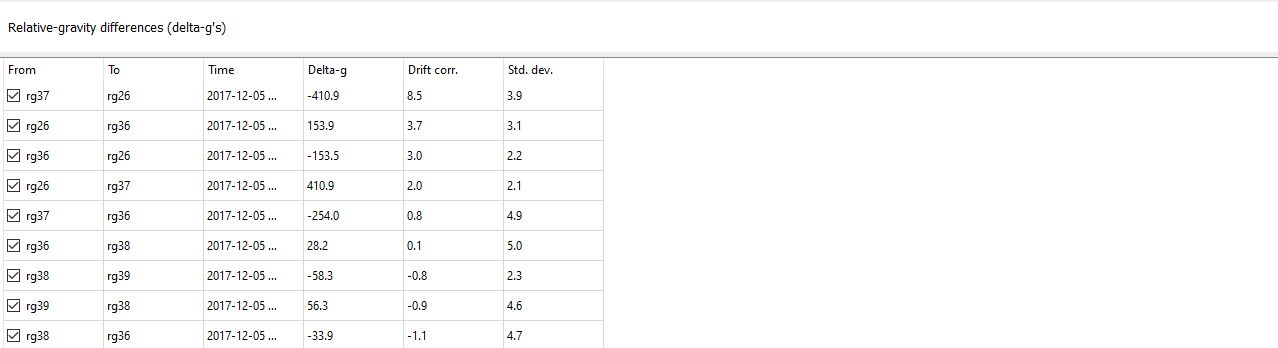 Relative-gravity differences (delta-g's)
From To Time Delta-g Drift corr. Std. dev.
rg37 rg26 2017-12-05 ... -410.9 8.5 3.9
rg26 rg36 2017-12-05 ... 153.9 3.7 3.1
rg36 rg26 2017-12-05 ... -153.5 3.0 2.2
rg26 rg37 2017-12-05 ... 410.9 2.0 2.1
rg37 rg36 2017-12-05 ... -254.0 0.8 4.9
rg36 rg38 2017-12-05 ... 28.2 0.1 5.0
rg38 rg39 2017-12-05 ... -58.3 -0.8 2.3
rg39 rg38 2017-12-05 ... 56.3 -0.9 4.6
rg38 rg36 2017-12-05 ... -33.9 -1.1 4.7